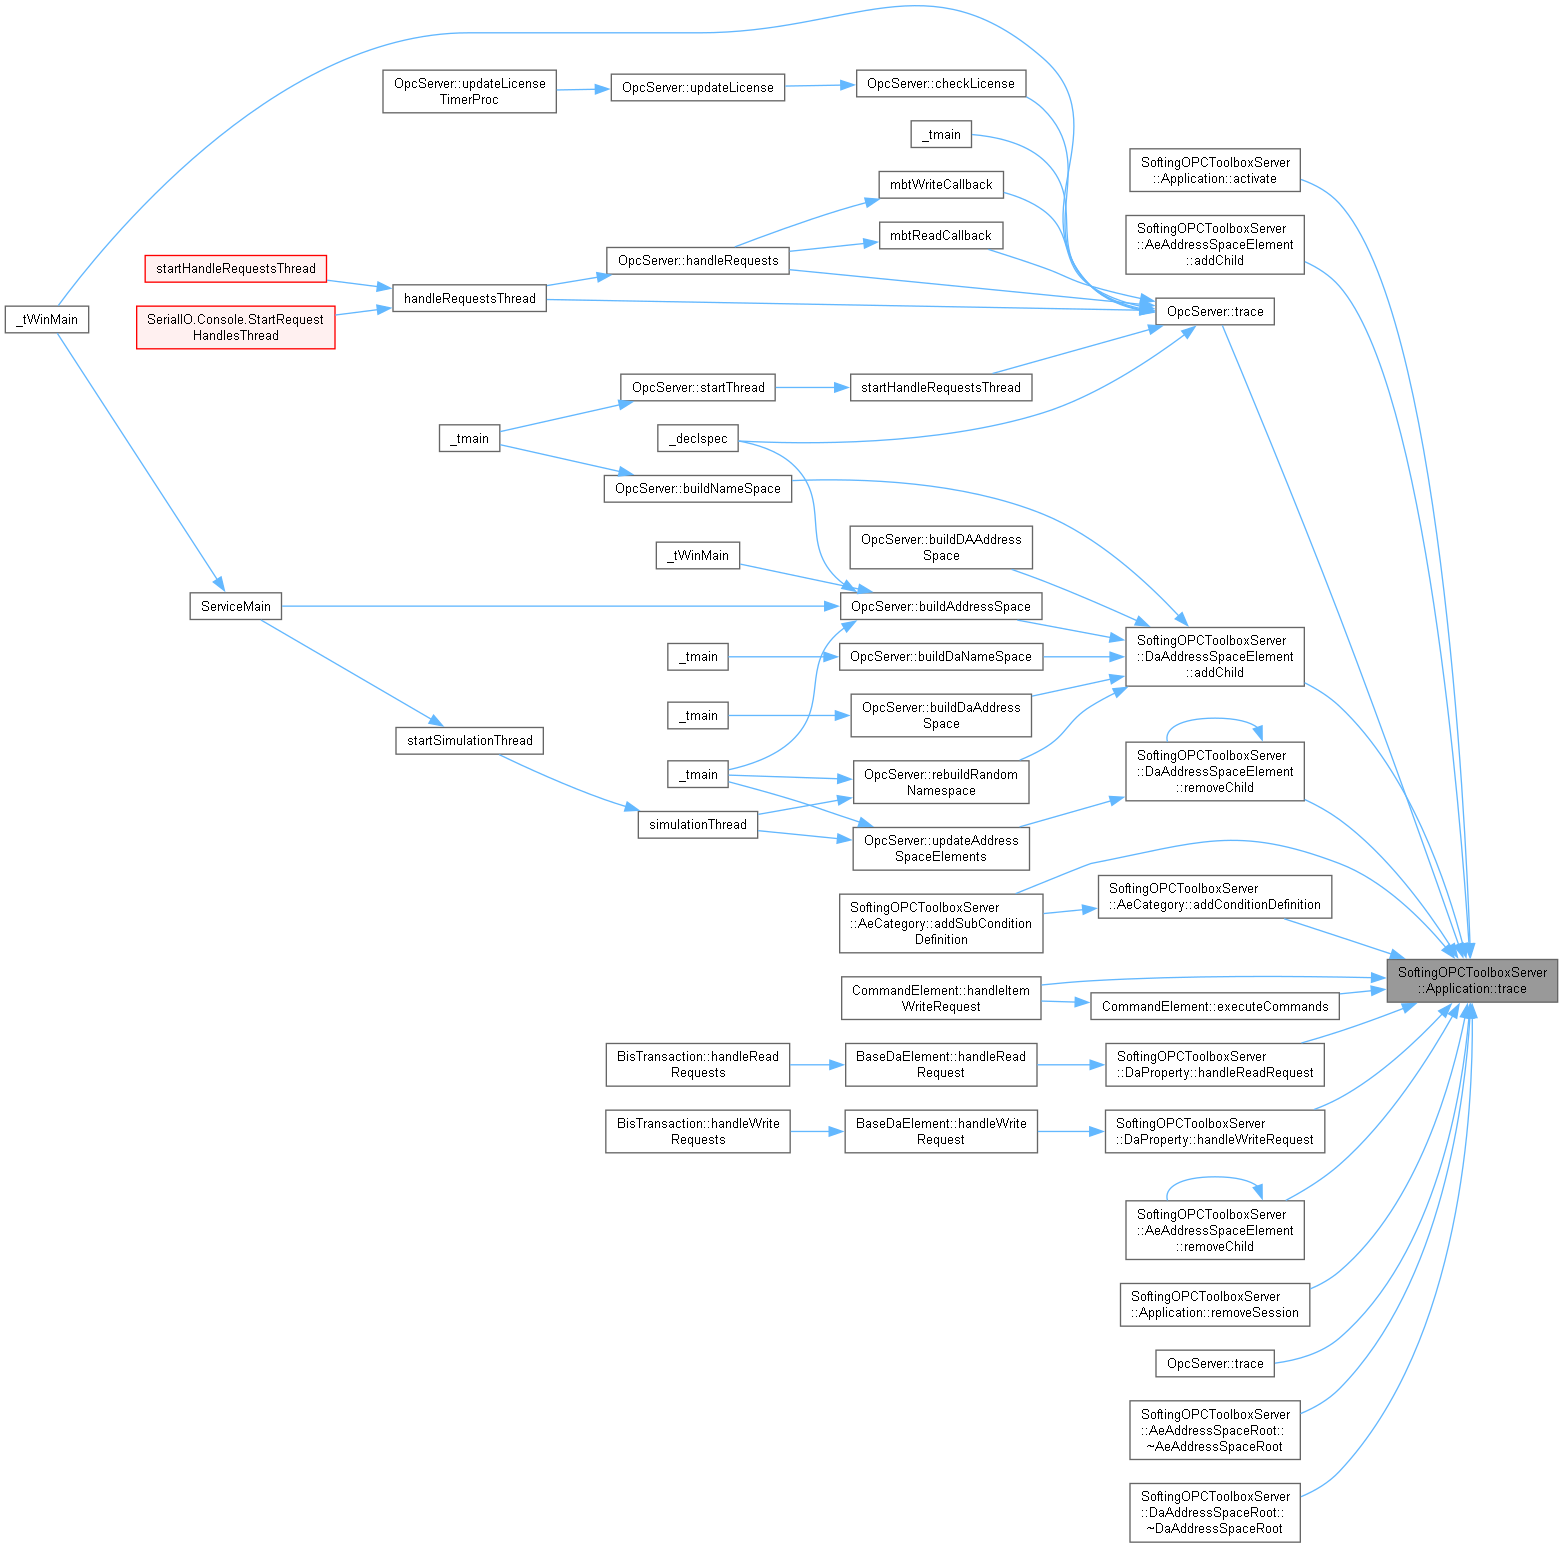 OpcServer::updateLicense
TimerProc
OpcServer::updateLicense
OpcServer::checkLicense
_tmain
SoftingOPCToolboxServer
::Application::activate
mbtWriteCallback
SoftingOPCToolboxServer
::AeAddressSpaceElement
::addChild
mbtReadCallback
OpcServer::handleRequests
startHandleRequestsThread
handleRequestsThread
OpcServer::trace
_tWinMain
SerialIO.Console.StartRequest
HandlesThread
OpcServer::startThread
startHandleRequestsThread
_tmain
_declspec
OpcServer::buildNameSpace
OpcServer::buildDAAddress
Space
_tWinMain
ServiceMain
OpcServer::buildAddressSpace
SoftingOPCToolboxServer
::DaAddressSpaceElement
::addChild
_tmain
OpcServer::buildDaNameSpace
_tmain
OpcServer::buildDaAddress
Space
startSimulationThread
SoftingOPCToolboxServer
::DaAddressSpaceElement
::removeChild
_tmain
OpcServer::rebuildRandom
Namespace
simulationThread
OpcServer::updateAddress
SpaceElements
SoftingOPCToolboxServer
::AeCategory::addConditionDefinition
SoftingOPCToolboxServer
::AeCategory::addSubCondition
Definition
SoftingOPCToolboxServer
::Application::trace
CommandElement::handleItem
WriteRequest
CommandElement::executeCommands
BisTransaction::handleRead
Requests
BaseDaElement::handleRead
Request
SoftingOPCToolboxServer
::DaProperty::handleReadRequest
BisTransaction::handleWrite
Requests
BaseDaElement::handleWrite
Request
SoftingOPCToolboxServer
::DaProperty::handleWriteRequest
SoftingOPCToolboxServer
::AeAddressSpaceElement
::removeChild
SoftingOPCToolboxServer
::Application::removeSession
OpcServer::trace
SoftingOPCToolboxServer
::AeAddressSpaceRoot::
~AeAddressSpaceRoot
SoftingOPCToolboxServer
::DaAddressSpaceRoot::
~DaAddressSpaceRoot